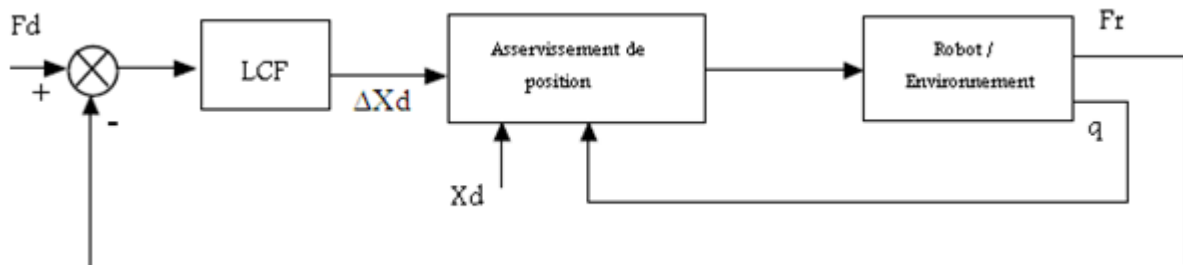 Fd
+
-
LCF
ΔXd
Asservissement de
position
Xd
Robot /
Environnement
Fr
q